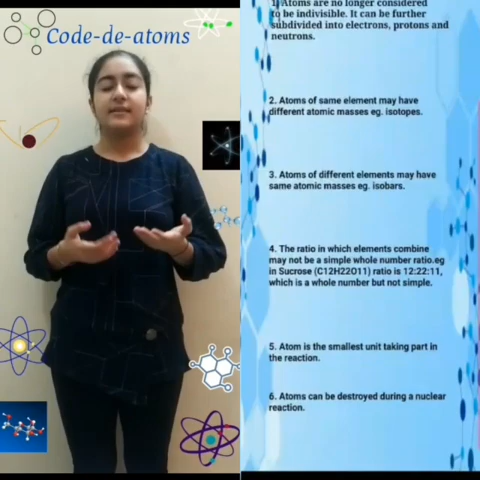 Code-de-atoms
1) Atoms are no longer considered
to be indivisible. It can be further
subdivided into electrons, protons and
neutrons.
2. Atoms of same element may have
different atomic masses eg. isotopes.
3. Atoms of different elements may have
same atomic masses eg. isobars.
4. The ratio in which elements combine
may not be a simple whole number ratio.eg
in Sucrose (C12H22O11) ratio is 12:22:11,
which is a whole number but not simple.
5. Atom is the smallest unit taking part in
the reaction.
6. Atoms can be destroyed during a nuclear
reaction.